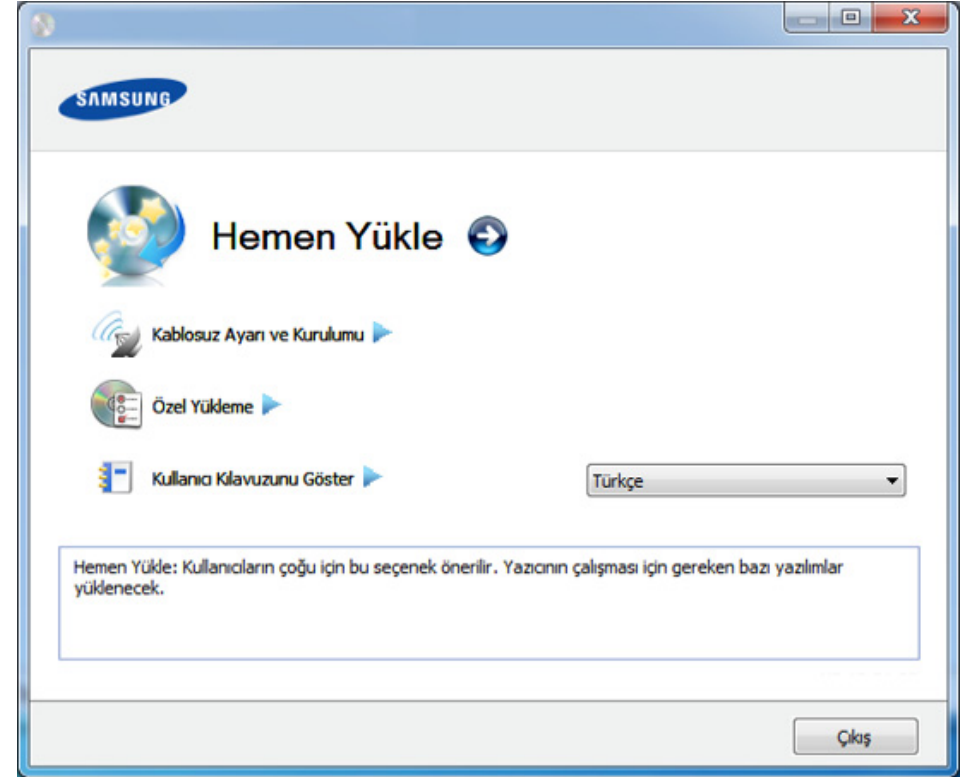 SAMSUNG
Hemen Yükle
Kablosuz Ayarı ve Kurulumu
Özel Yükleme
Kullanıcı Kılavuzunu Göster
Türkçe
Hemen Yükle: Kullanıcıların çoğu için bu seçenek önerilir. Yazıcının çalışması için gereken bazı yazılımlar
yüklenecek.
Çıkış